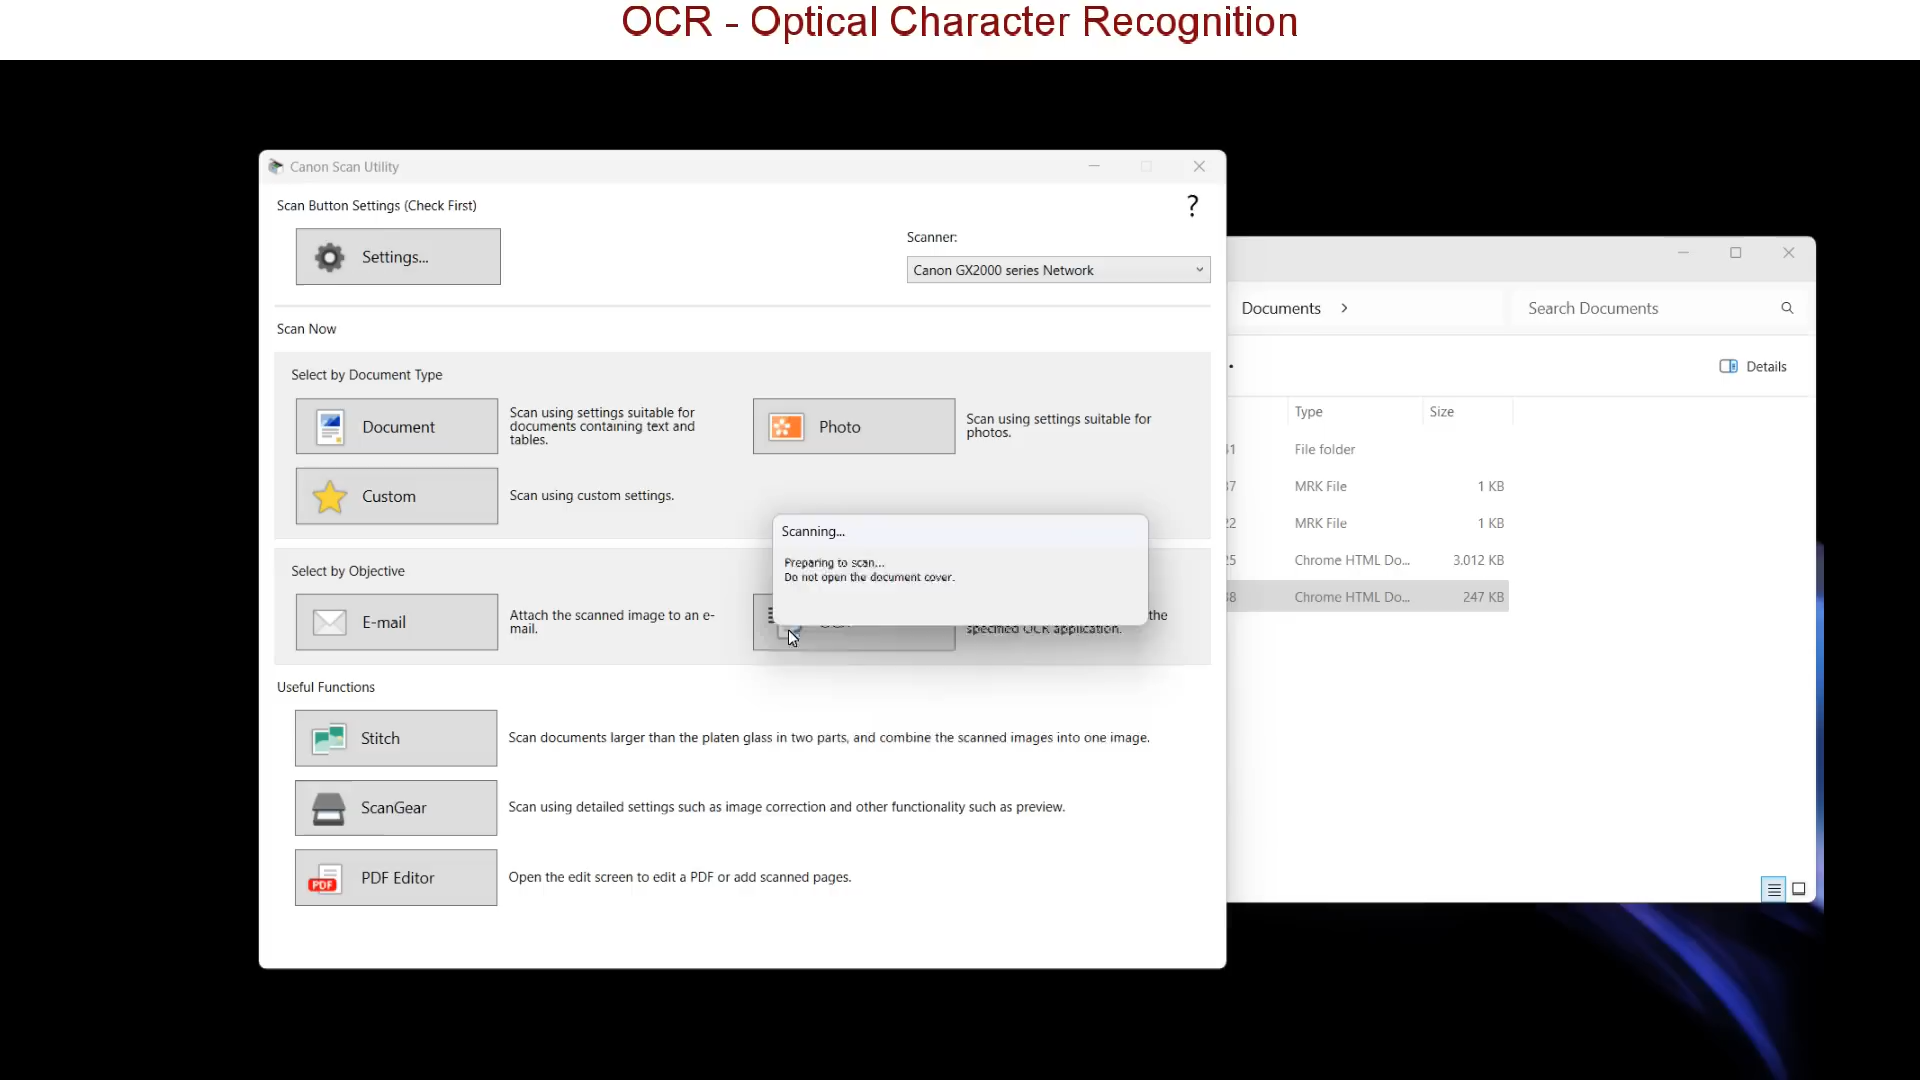 OCR - Optical Character Recognition
Canon Scan Utility
Scan Button Settings (Check First)
?
Settings...
Scanner:
Canon GX2000 series Network
Scan Now
Select by Document Type
Document
Scan using settings suitable for
documents containing text and
tables.
Photo
Scan using settings suitable for
photos.
Custom
Scan using custom settings.
Scanning...
Preparing to scan...
Do not open the document cover.
Select by Objective
E-mail
Attach the scanned image to an e-
mail.
the
specified OCR application.
Useful Functions
Stitch
Scan documents larger than the platen glass in two parts, and combine the scanned images into one image.
ScanGear
Scan using detailed settings such as image correction and other functionality such as preview.
PDF
PDF Editor
Open the edit screen to edit a PDF or add scanned pages.
Documents >
Search Documents
Details
Type Size
File folder
MRK File 1 KB
MRK File 1 KB
Chrome HTML Do... 3.012 KB
Chrome HTML Do... 247 KB